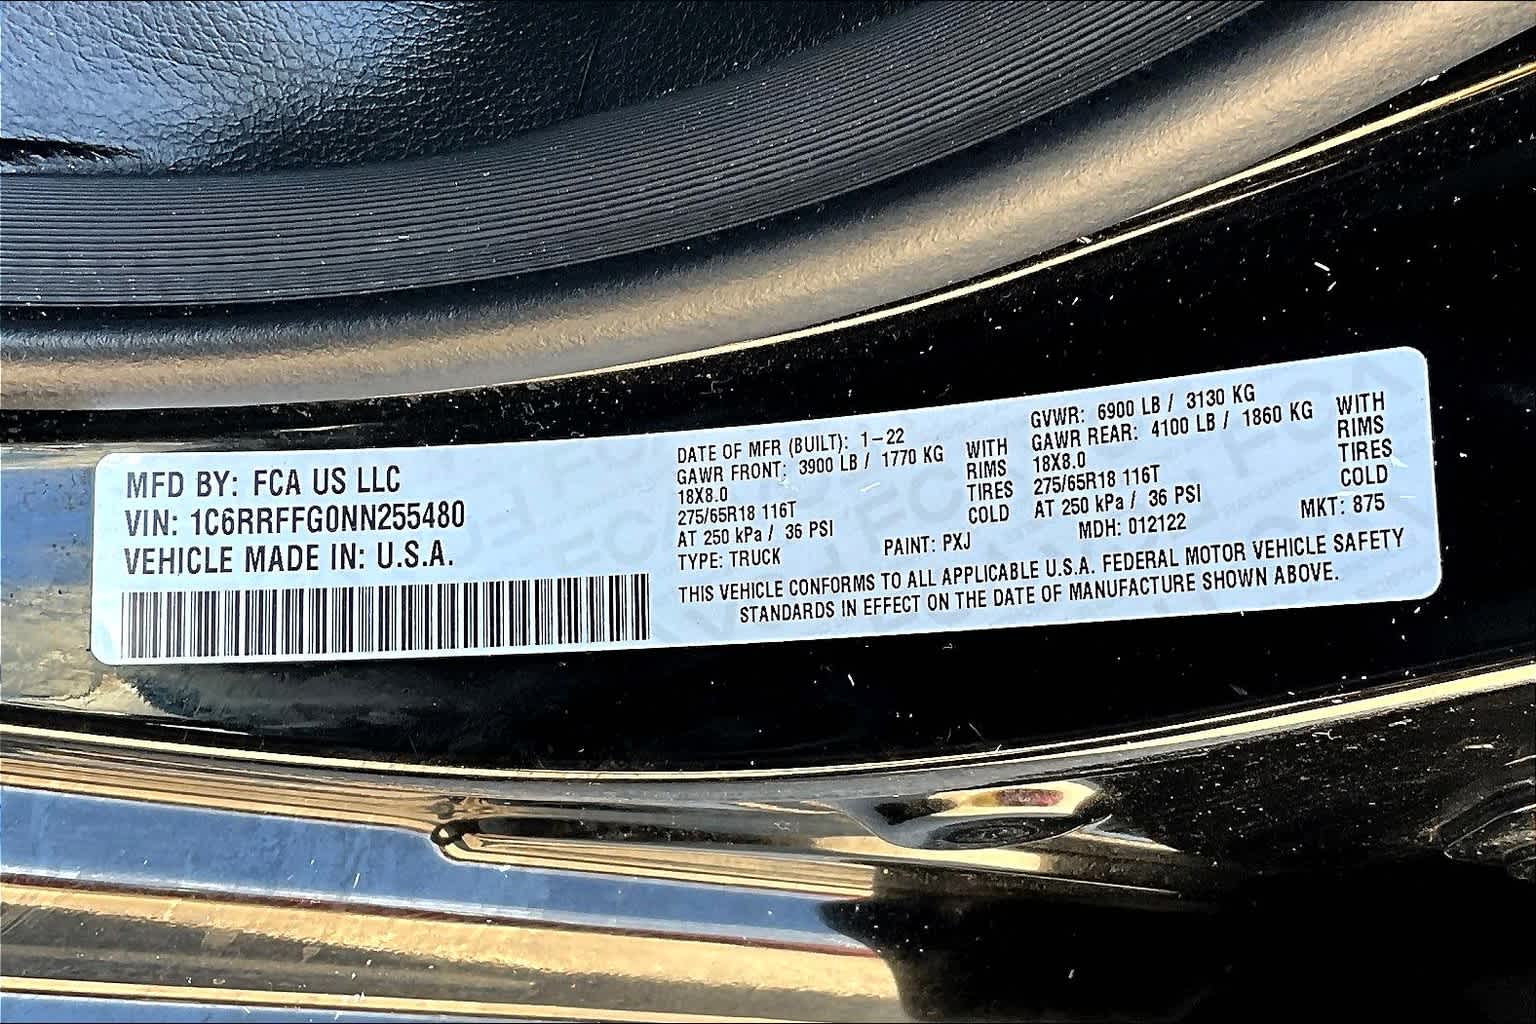 MFD BY: FCA US LLC
VIN: 1C6RRFFG0NN255480
VEHICLE MADE IN: U.S.A.
DATE OF MFR (BUILT): 1-22
GAWR FRONT: 3900 LB / 1770 KG WITH
18X8.0 RIMS
275/65R18 116T TIRES
AT 250 kPa / 36 PSI COLD
TYPE: TRUCK PAINT: PXJ
GVWR: 6900 LB / 3130 KG
GAWR REAR: 4100 LB / 1860 KG WITH
18X8.0 RIMS
275/65R18 116T TIRES
AT 250 kPa / 36 PSI COLD
MDH: 012122 MKT: 875
THIS VEHICLE CONFORMS TO ALL APPLICABLE U.S.A. FEDERAL MOTOR VEHICLE SAFETY
STANDARDS IN EFFECT ON THE DATE OF MANUFACTURE SHOWN ABOVE.